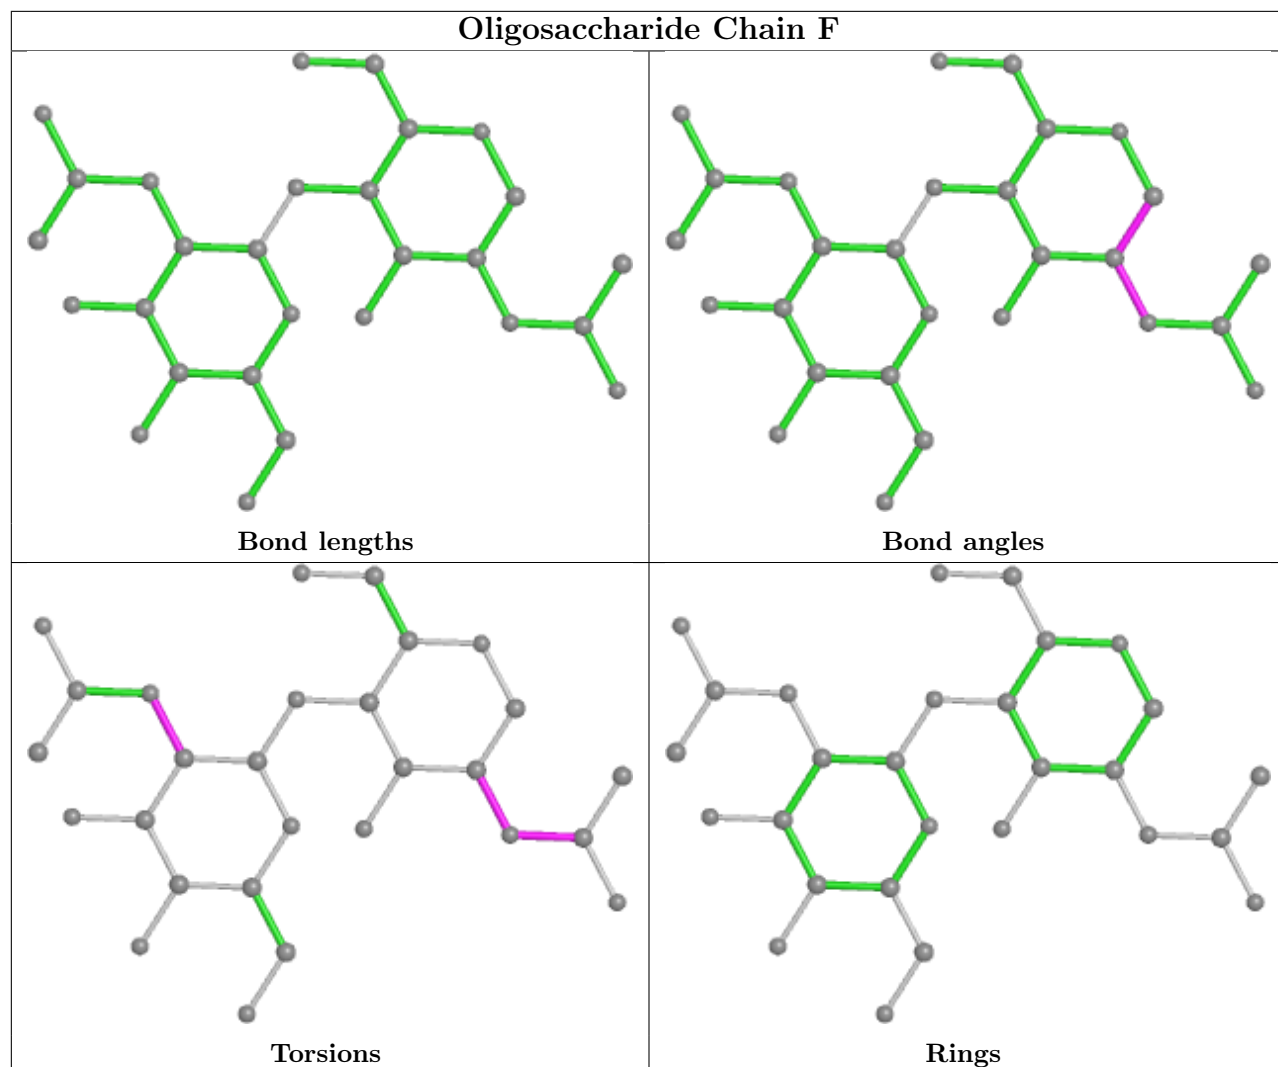 Oligosaccharide Chain F
Bond lengths
Bond angles
Torsions
Rings